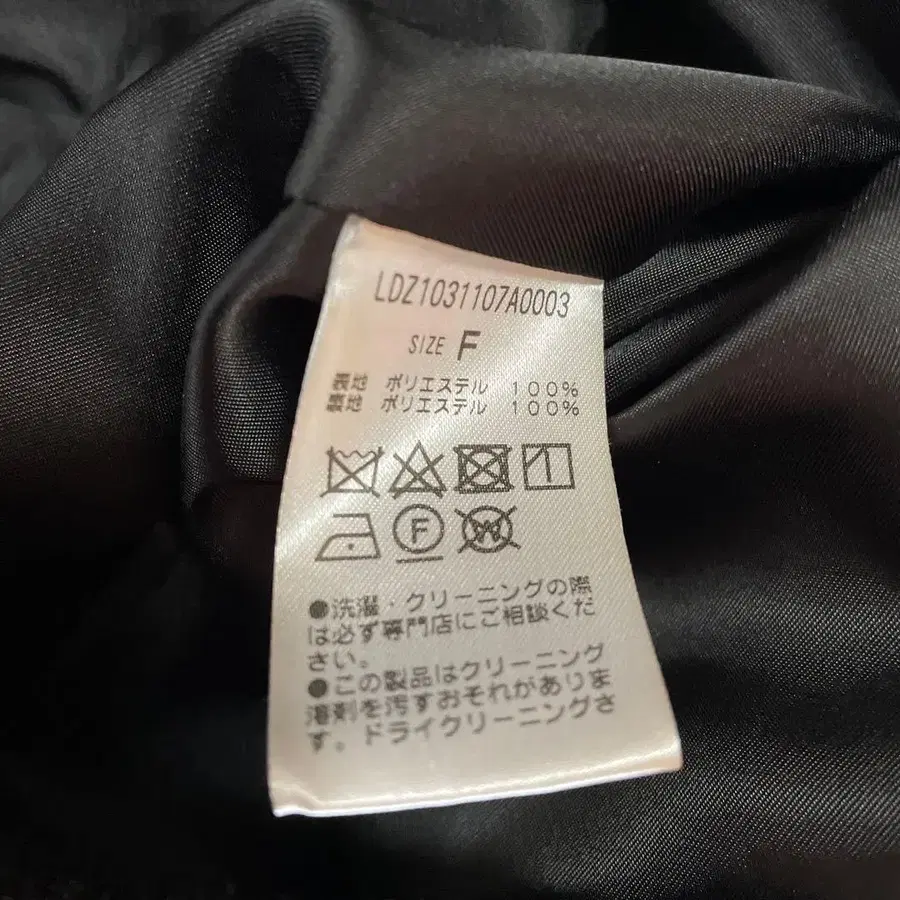 LDZ1031107A0003
SIZE F
表地 ポリエステル 100%
裏地 ポリエステル 100%
F W
●洗濯・クリーニングの際
は必ず専門店にご相談くだ
さい。
●この製品はクリーニング
溶剤を汚すおそれがありま
す。ドライクリーニングさ